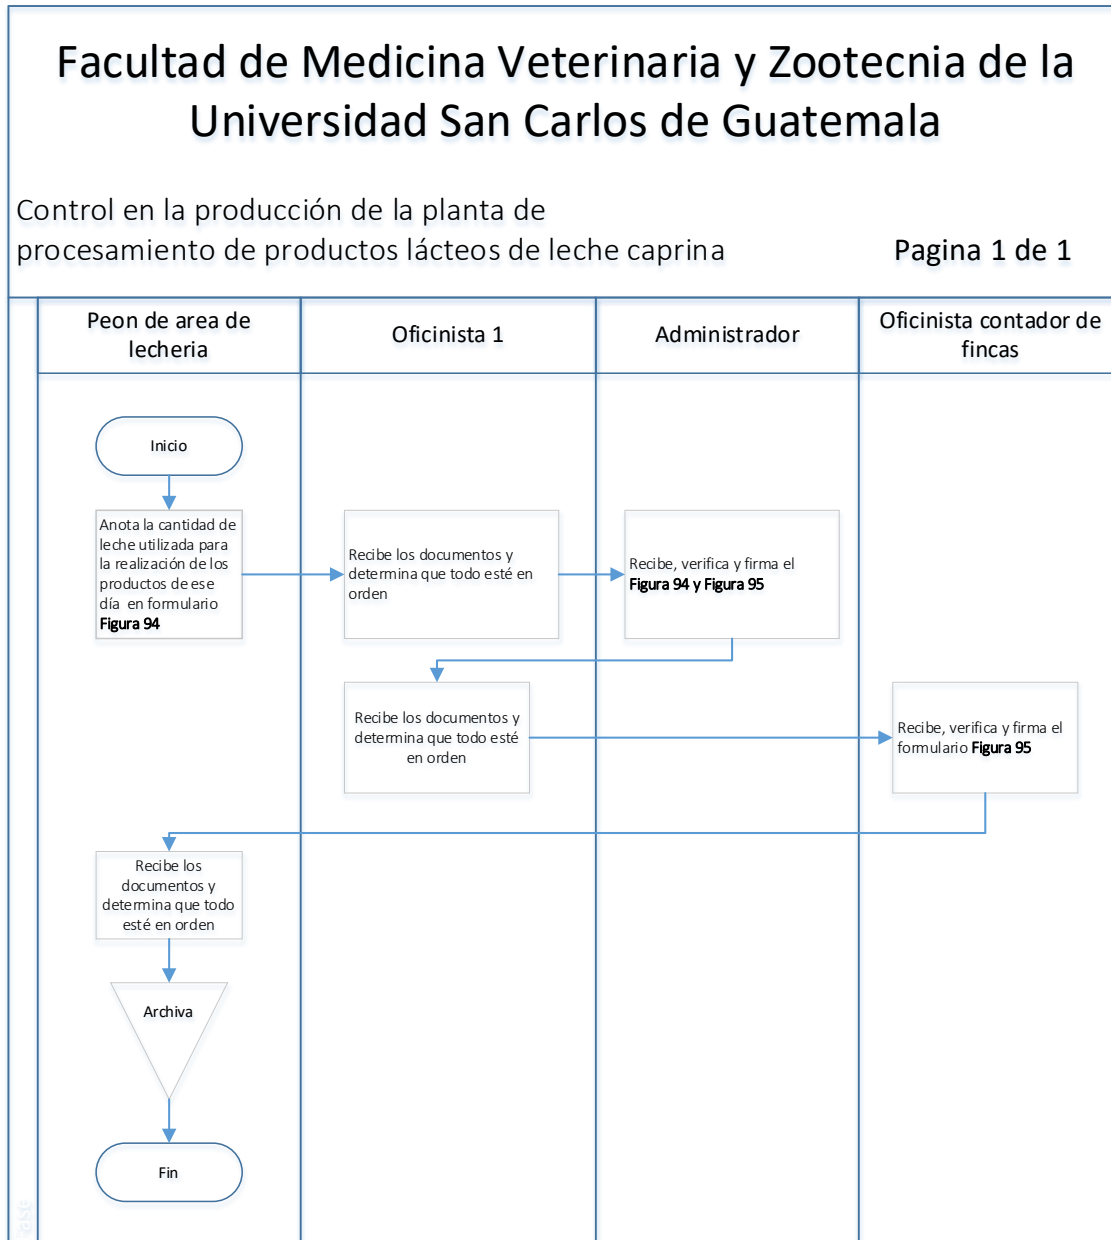 Facultad de Medicina Veterinaria y Zootecnia de la
Universidad San Carlos de Guatemala
Control en la producción de la planta de
procesamiento de productos lácteos de leche caprina
Pagina 1 de 1
Peon de area de
lecheria
Oficinista 1
Administrador
Oficinista contador de
fincas
Inicio
Anota la cantidad de
leche utilizada para
la realización de los
productos de ese
día en formulario
Figura 94
Recibe los documentos y
determina que todo esté en
orden
Recibe, verifica y firma el
Figura 94 y Figura 95
Recibe los documentos y
determina que todo esté
en orden
Recibe, verifica y firma el
formulario Figura 95
Recibe los
documentos y
determina que todo
esté en orden
Archiva
Fin
Fase